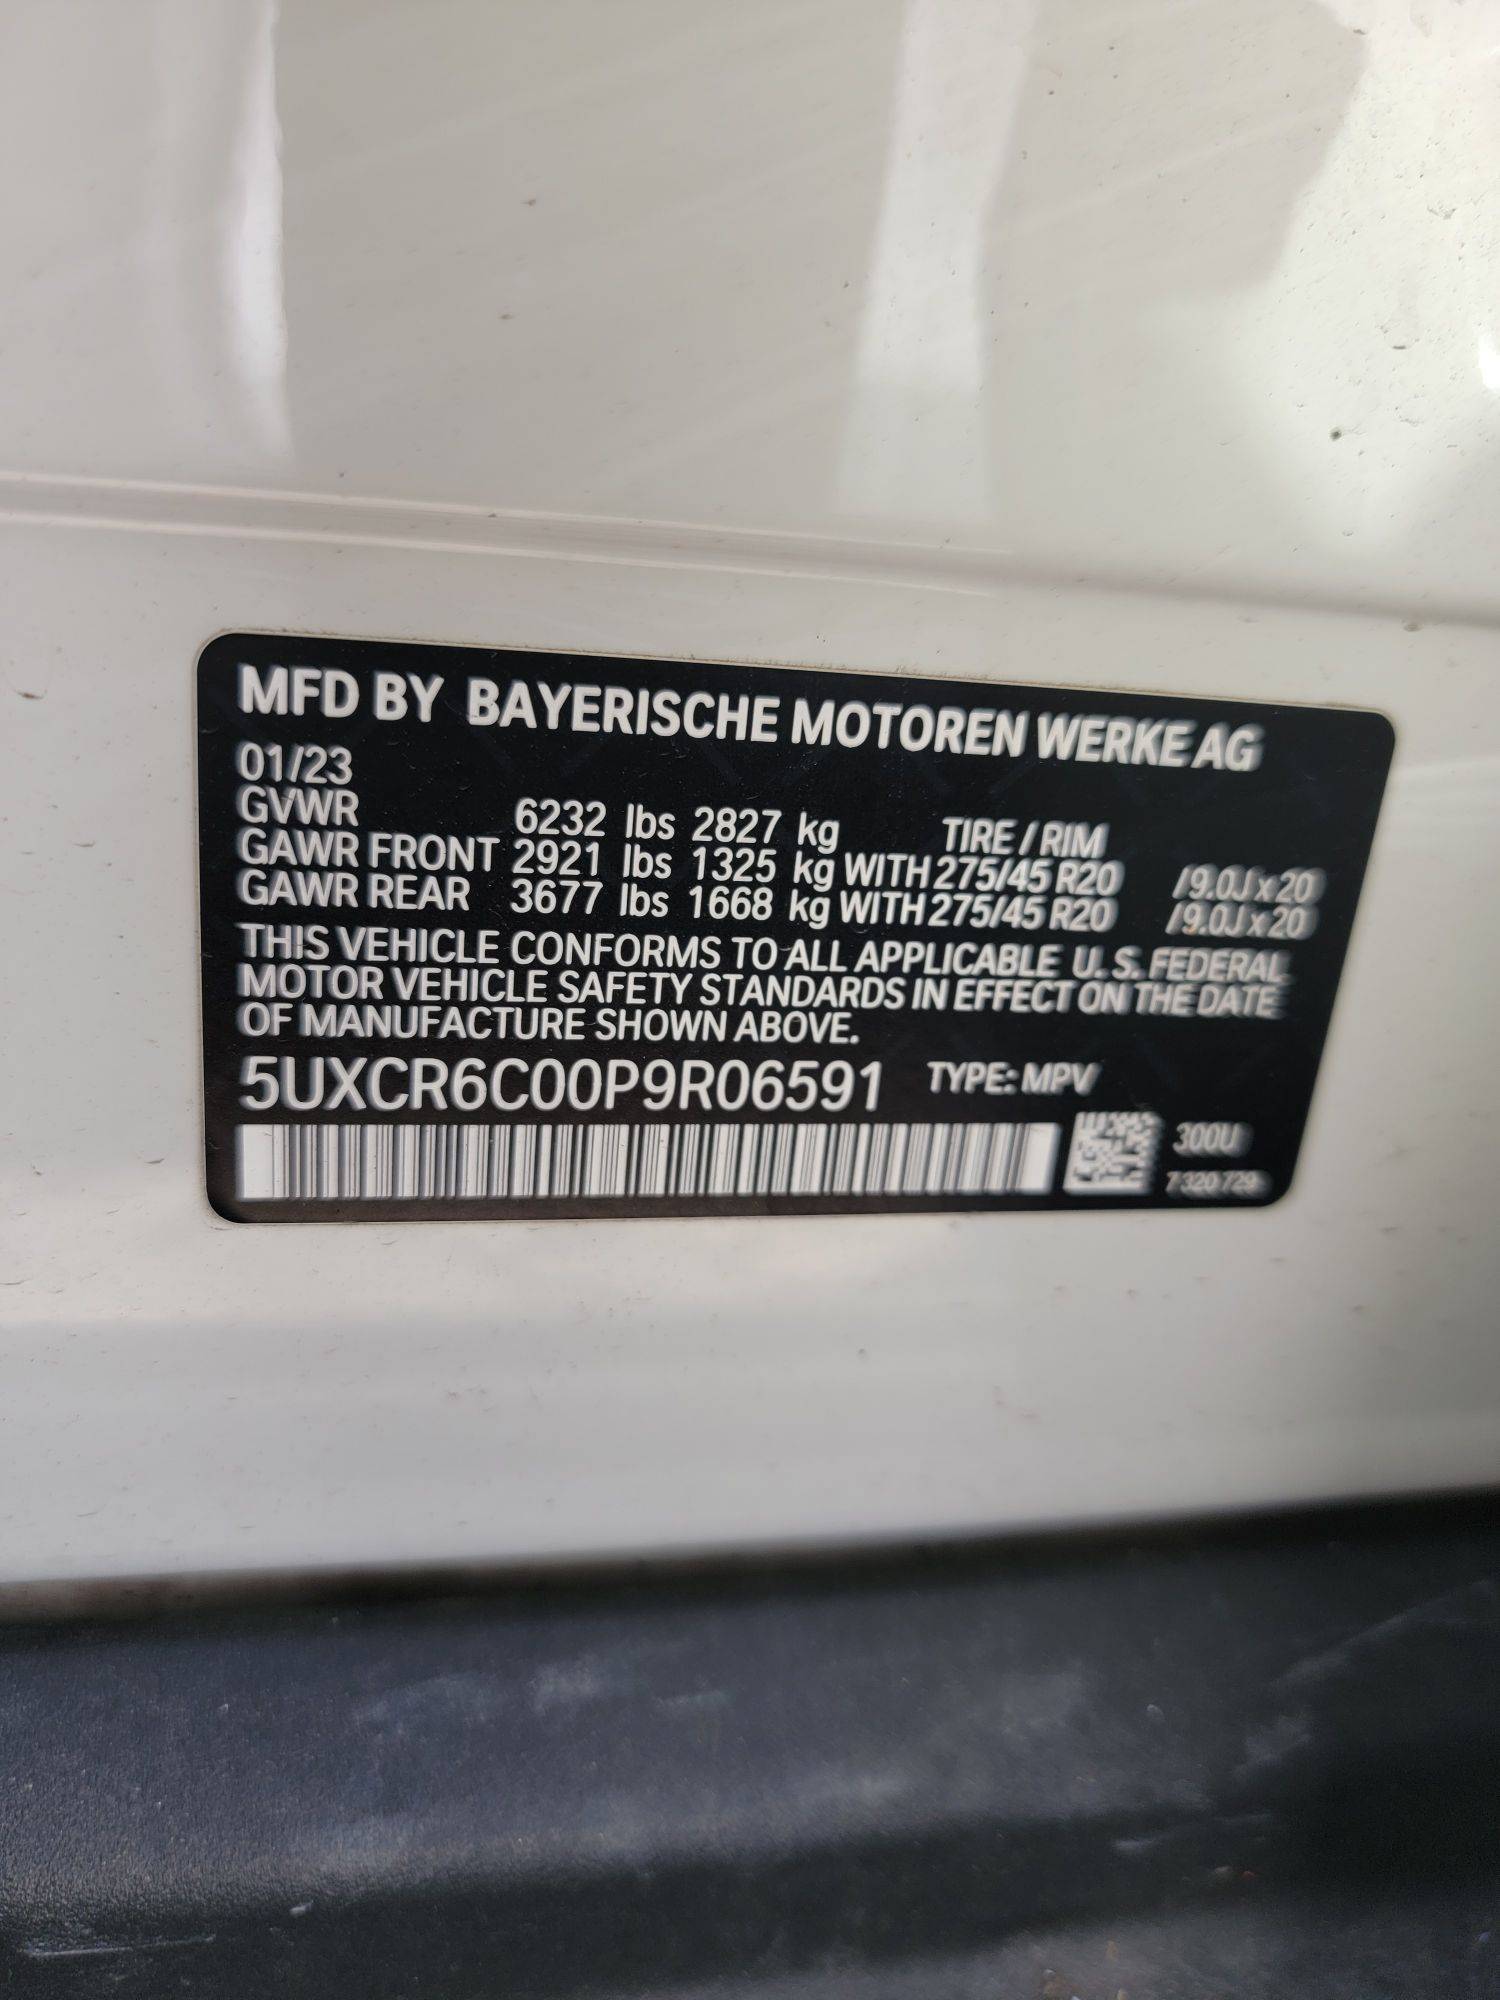 MFD BY BAYERISCHE MOTOREN WERKE AG
01/23
GVWR 6232 lbs 2827 kg TIRE / RIM
GAWR FRONT 2921 lbs 1325 kg WITH 275/45 R20 /9.0J x 20
GAWR REAR 3677 lbs 1668 kg WITH 275/45 R20 /9.0J x 20
THIS VEHICLE CONFORMS TO ALL APPLICABLE U.S. FEDERAL
MOTOR VEHICLE SAFETY STANDARDS IN EFFECT ON THE DATE
OF MANUFACTURE SHOWN ABOVE.
5UXCR6C00P9R06591 TYPE: MPV
300U
7 320 729